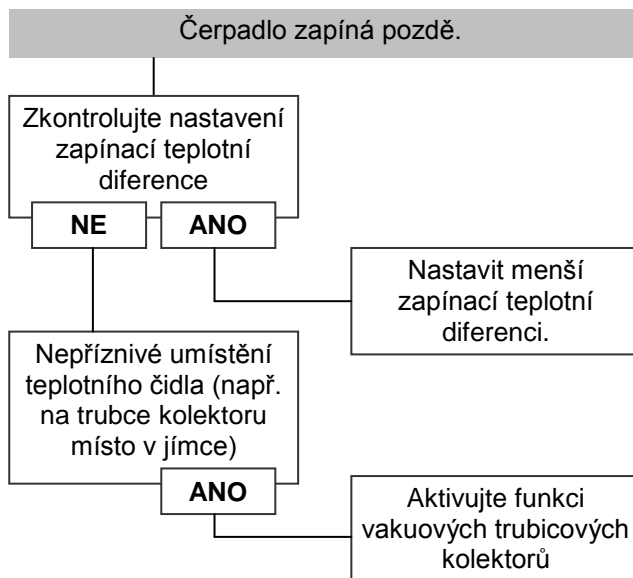 Čerpadlo zapíná pozdě.
Zkontrolujte nastavení
zapínací teplotní
diference
NE
ANO
Nastavit menší
zapínací teplotní
diferenci.
Nepříznivé umístění
teplotního čidla (např.
na trubce kolektoru
místo v jímce)
ANO
Aktivujte funkci
vakuových trubicových
kolektorů